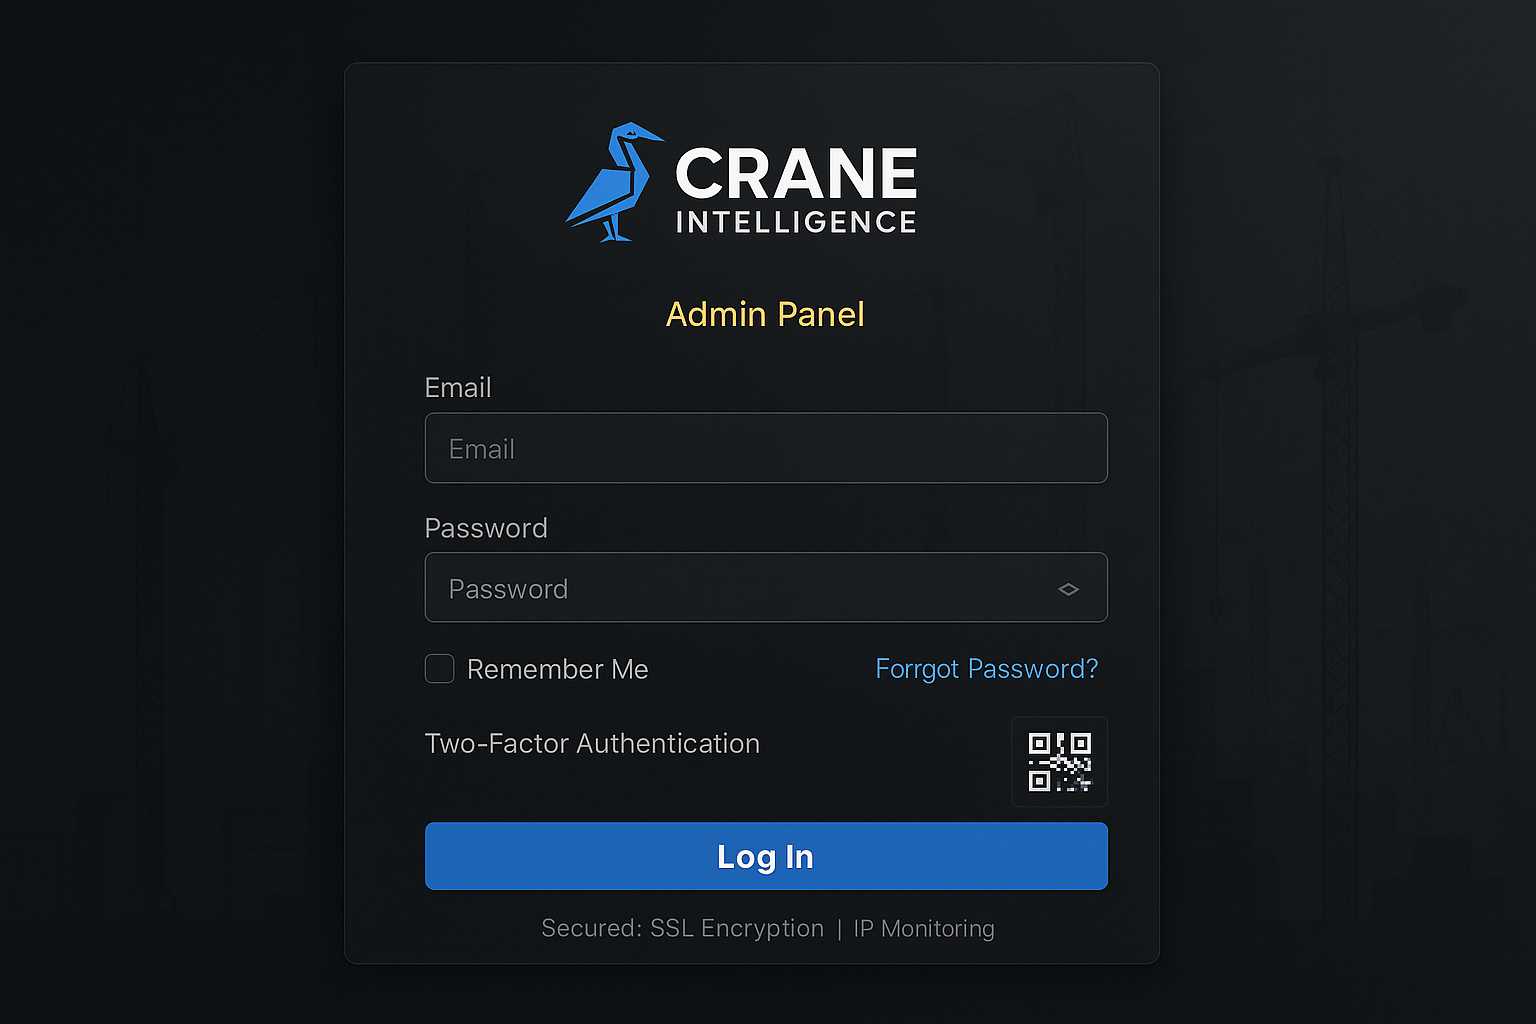 CRANE
INTELLIGENCE
Admin Panel
Email
Email
Password
Password
Remember Me
Forrgot Password?
Two-Factor Authentication
Log In
Secured: SSL Encryption | IP Monitoring